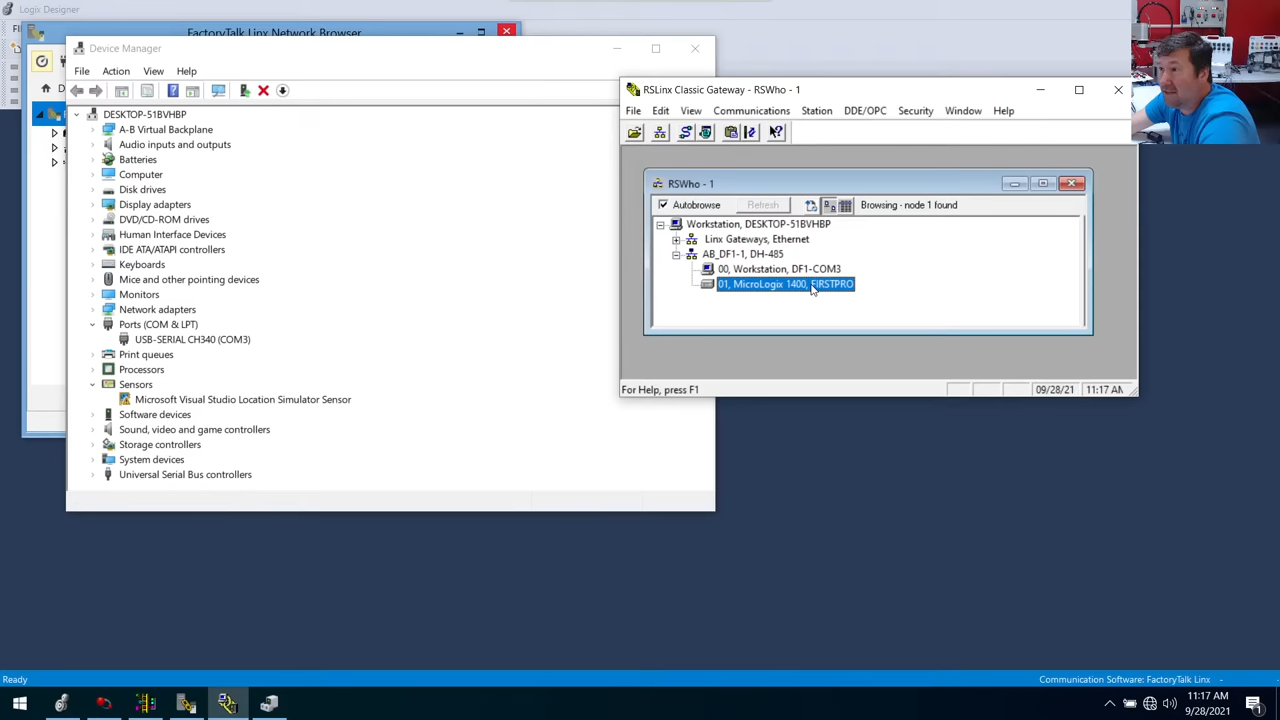 Logix Designer
File
FactoryTalk Linx Network Browser
Device Manager
File Action View Help
DESKTOP-51BVHBP
A-B Virtual Backplane
Audio inputs and outputs
Batteries
Computer
Disk drives
Display adapters
DVD/CD-ROM drives
Human Interface Devices
IDE ATA/ATAPI controllers
Keyboards
Mice and other pointing devices
Monitors
Network adapters
Ports (COM & LPT)
USB-SERIAL CH340 (COM3)
Print queues
Processors
Sensors
Microsoft Visual Studio Location Simulator Sensor
Software devices
Sound, video and game controllers
Storage controllers
System devices
Universal Serial Bus controllers
RSLinx Classic Gateway - RSWho - 1
File Edit View Communications Station DDE/OPC Security Window Help
RSWho - 1
Autobrowse Refresh Browsing - node 1 found
Workstation, DESKTOP-51BVHBP
Linx Gateways, Ethernet
AB_DF1-1, DH-485
00, Workstation, DF1-COM3
01, MicroLogix 1400, FIRSTPRO
For Help, press F1 09/28/21 11:17 AM
Ready Communication Software: FactoryTalk Linx -
11:17 AM
9/28/2021
1